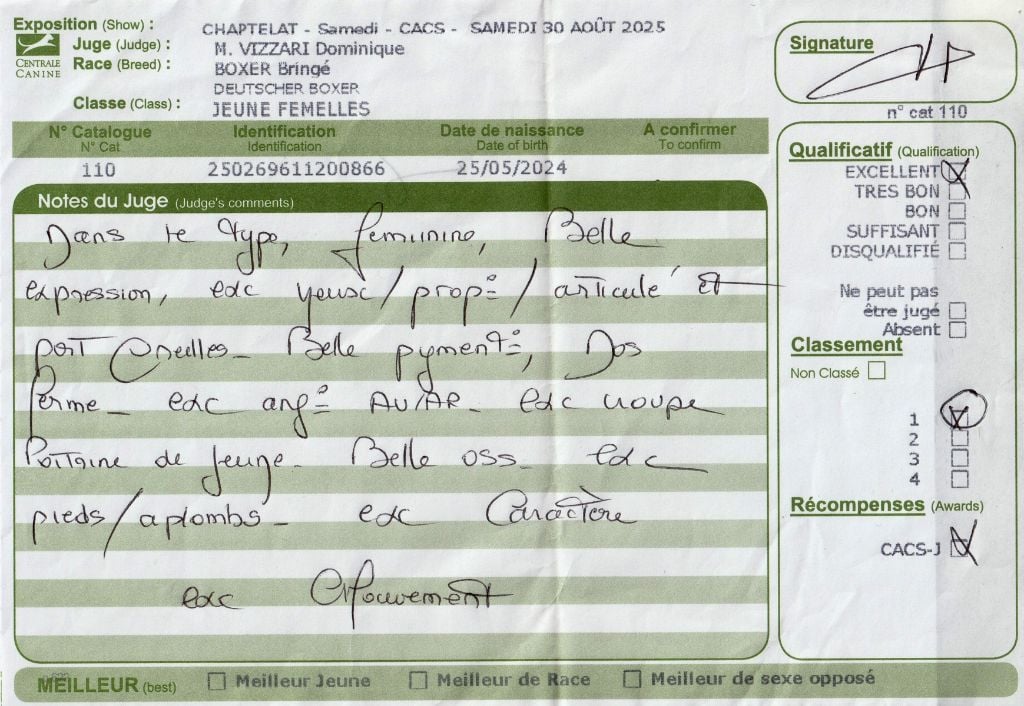 Exposition (Show) : CHAPTELAT - Samedi - CACS - SAMEDI 30 AOÛT 2025
CENTRALE CANINE
Juge (Judge) : M. VIZZARI Dominique
Race (Breed) : BOXER Bringé
DEUTSCHER BOXER
Classe (Class) : JEUNE FEMELLES
Signature
n° cat 110
N° Catalogue Identification Date de naissance A confirmer
N° Cat Identification Date of birth To confirm
110 250269611200866 25/05/2024
Notes du Juge (Judge's comments)
Dans le type, feminine, Belle
expression, exc yeux / prop° / articulé et
port Oreilles - Belle pyment°, Dos
ferme - exc ang° AV/AR - exc croupe
Poitrine de jeune - Belle oss - exc
pieds / aplombs - exc Caractère
exc Mouvement
Qualificatif (Qualification)
EXCELLENT
TRES BON
BON
SUFFISANT
DISQUALIFIÉ
Ne peut pas
être jugé
Absent
Classement
Non Classé
1
2
3
4
Récompenses (Awards)
CACS-J
MEILLEUR (best) Meilleur Jeune Meilleur de Race Meilleur de sexe opposé